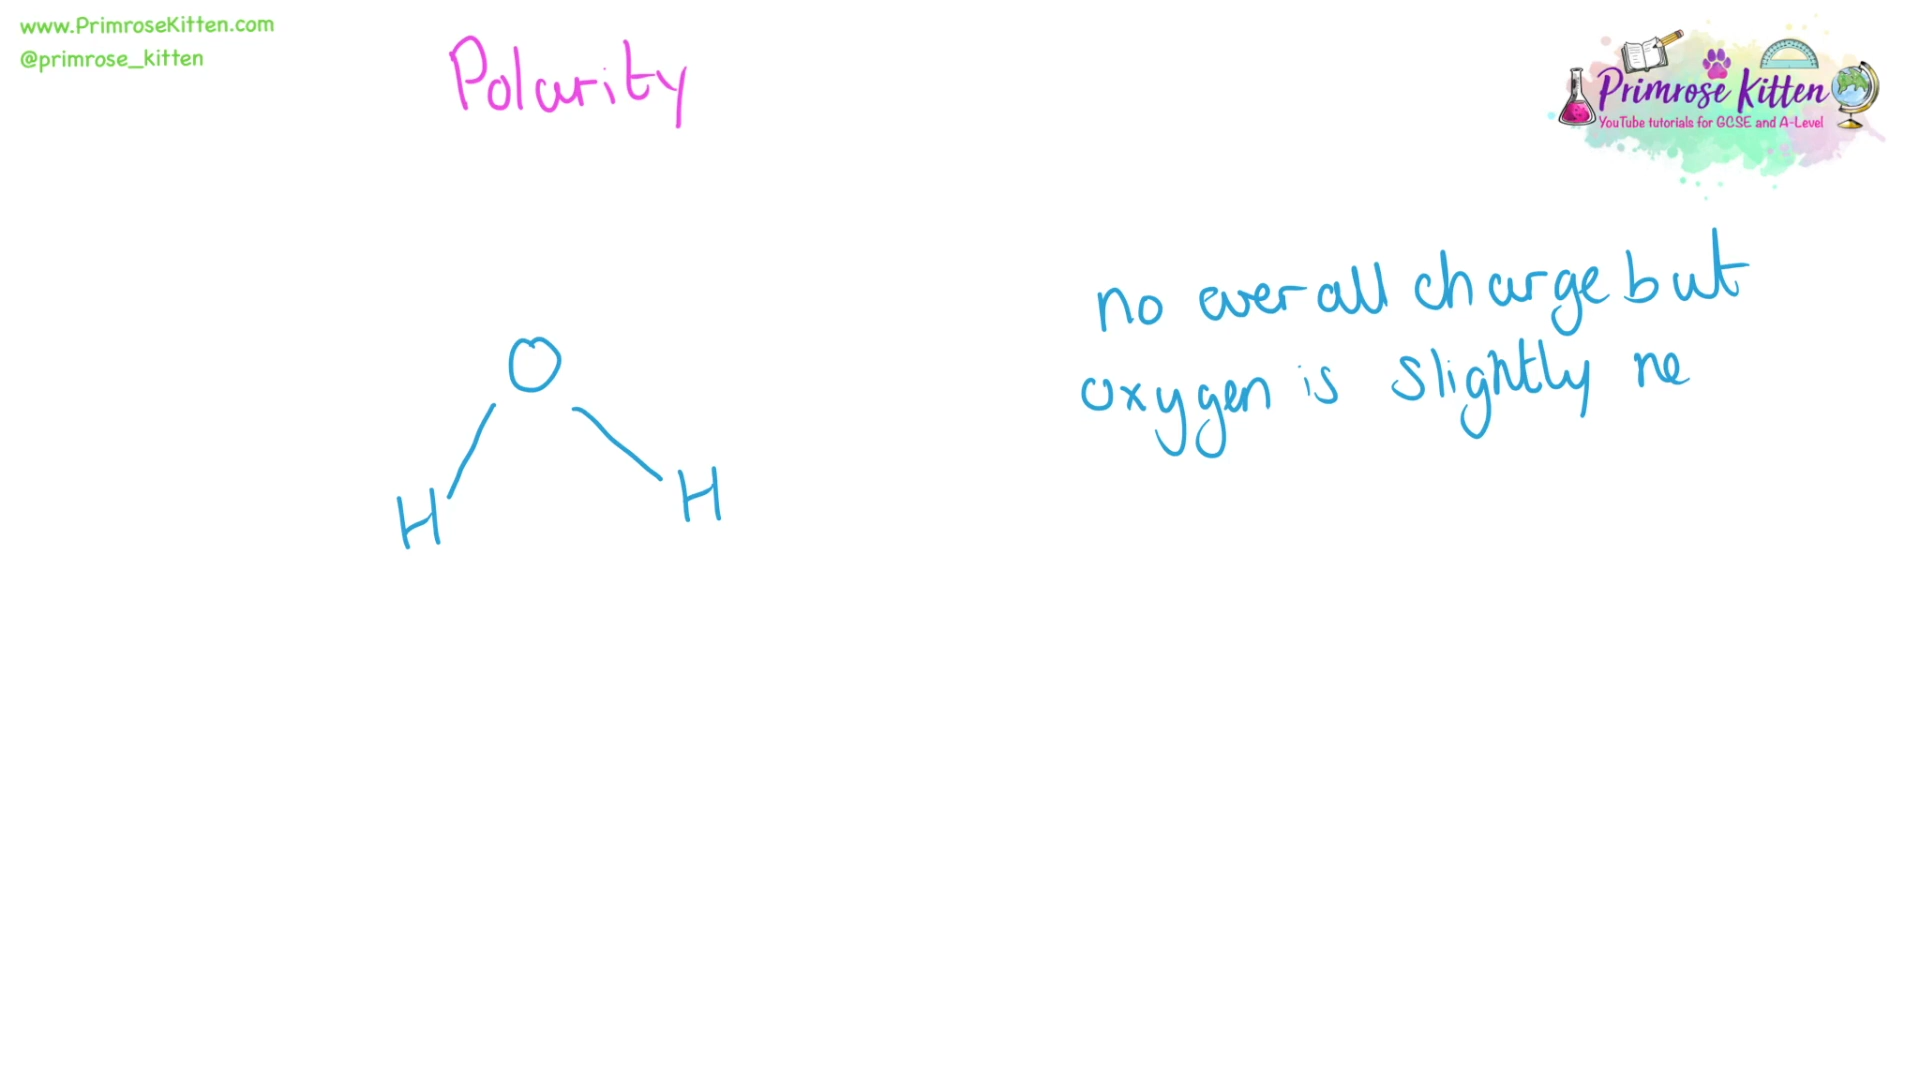 www.PrimroseKitten.com
@primrose_kitten
Polarity
Primrose Kitten
YouTube tutorials for GCSE and A-Level
no overall charge but
oxygen is slightly ne
O
H
H